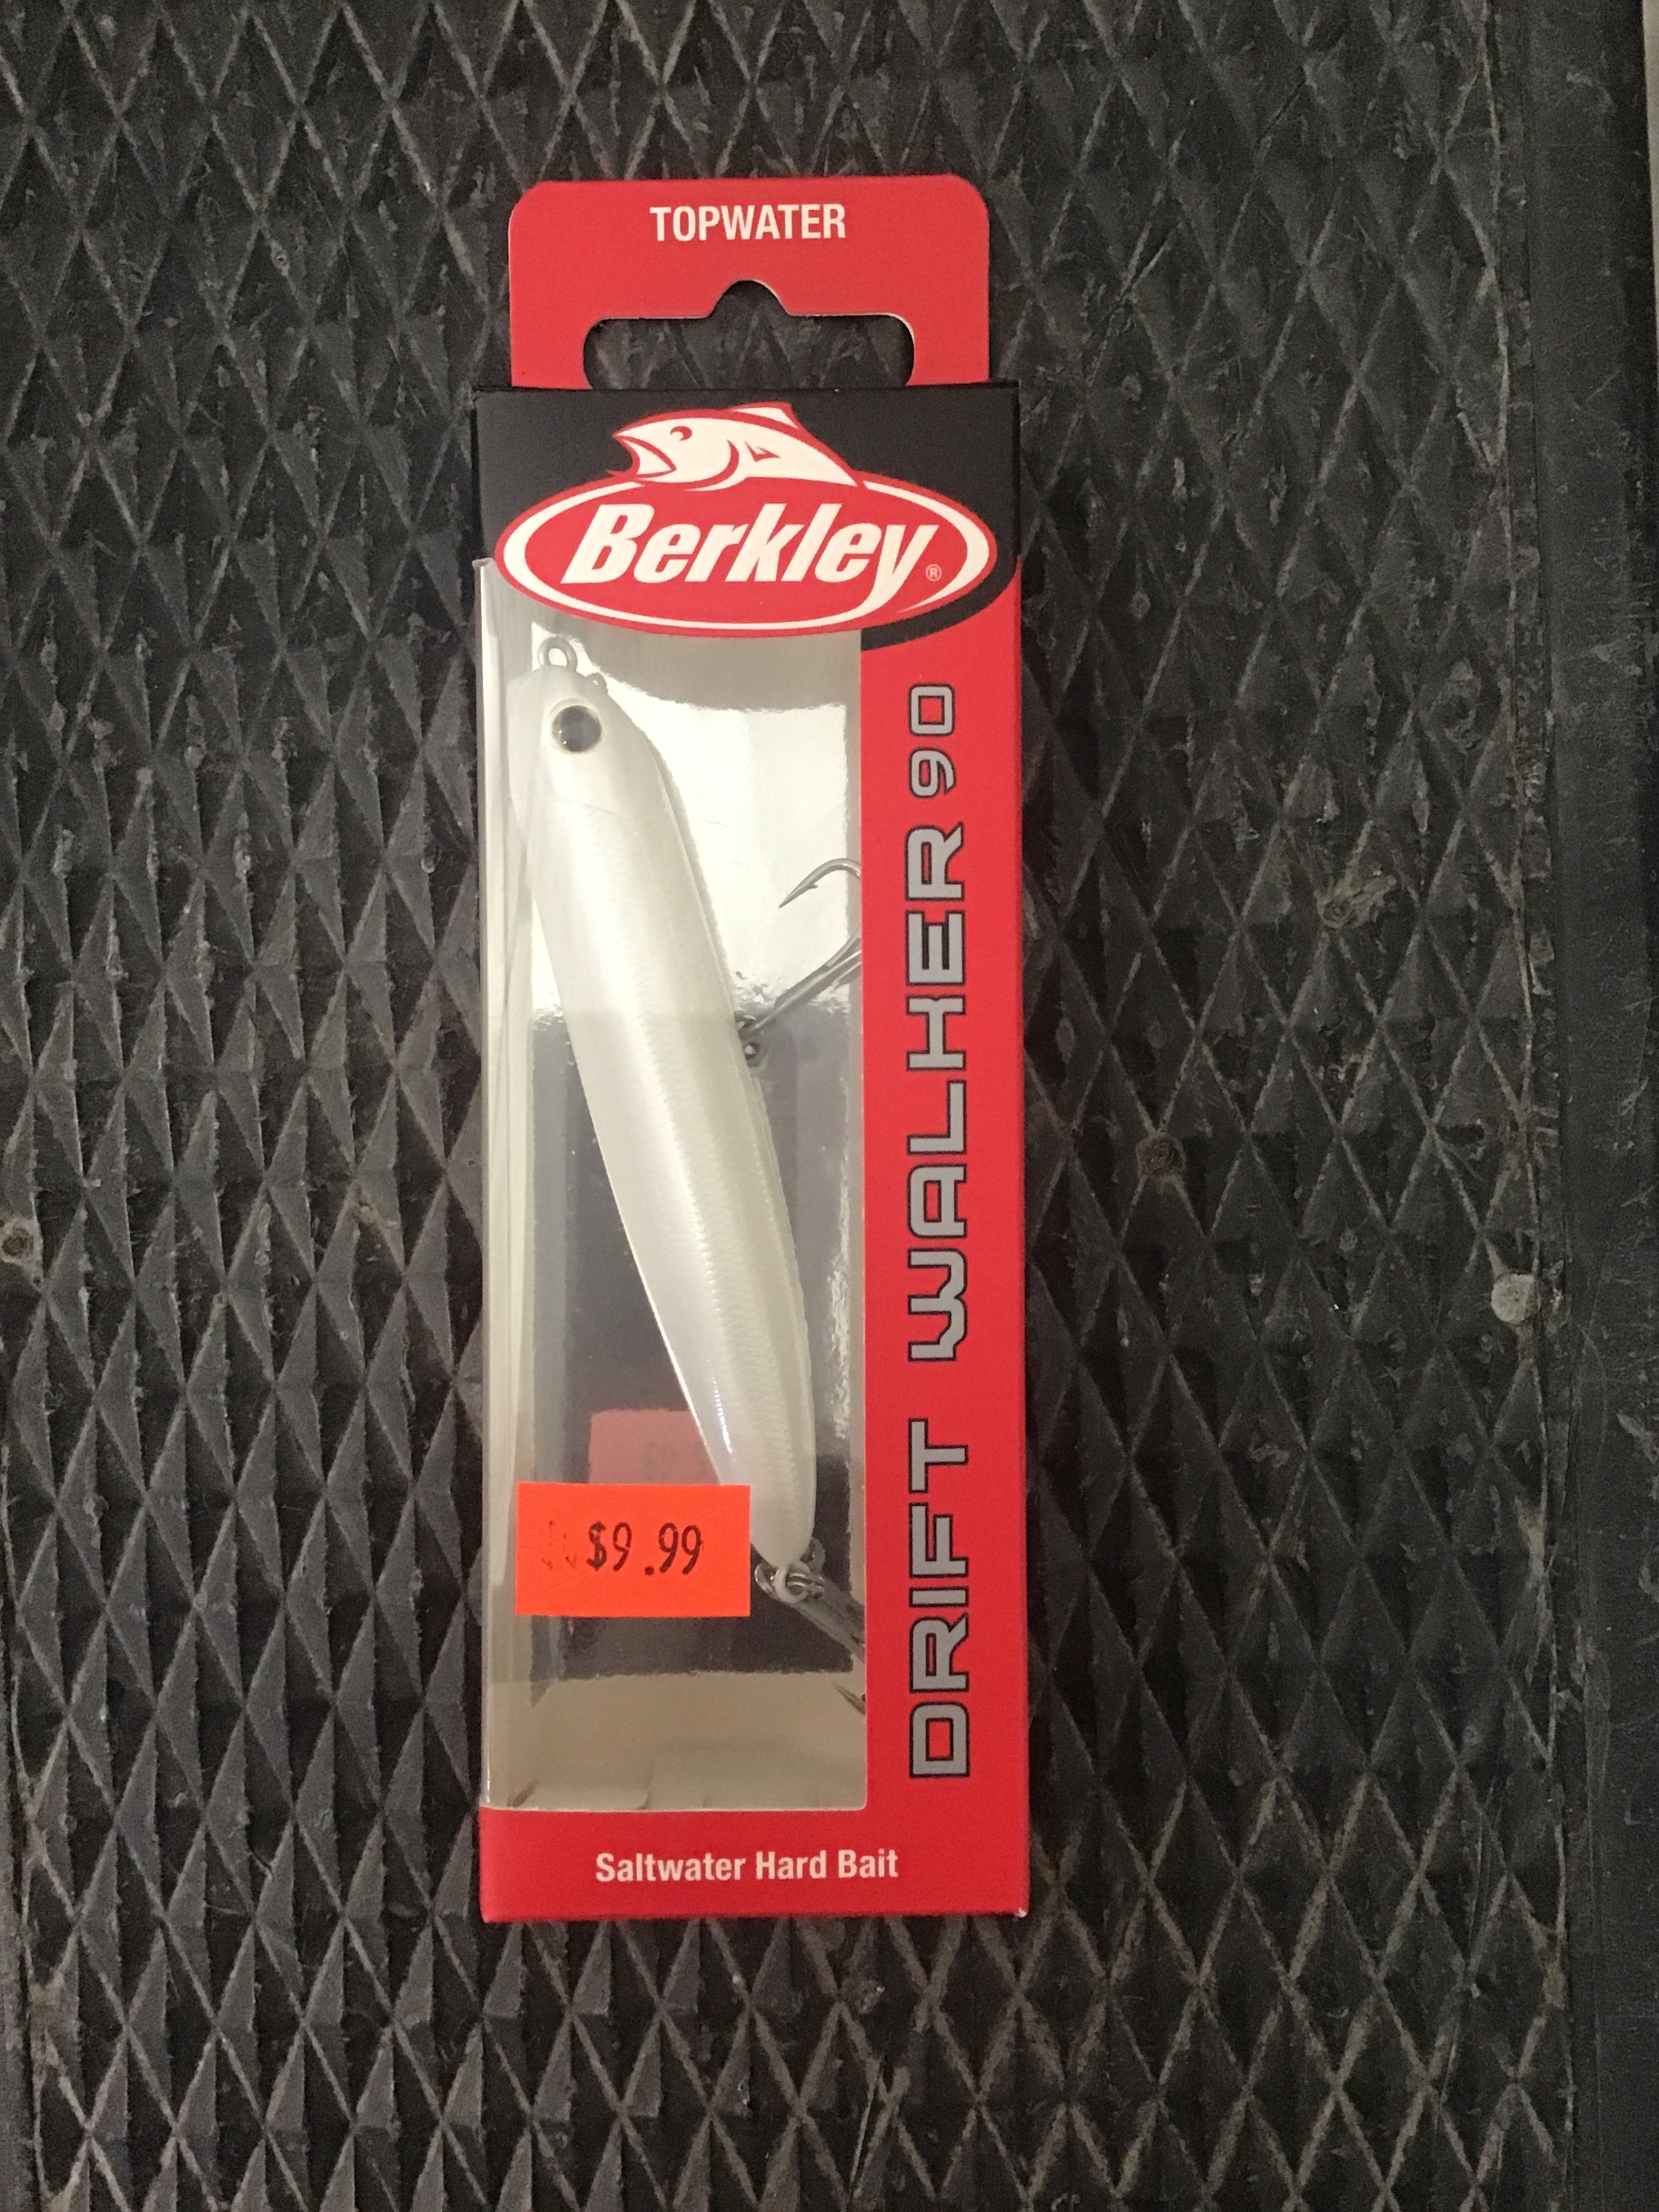 TOPWATER
Berkley®
DRIFT WALKER 90
$9.99
Saltwater Hard Bait